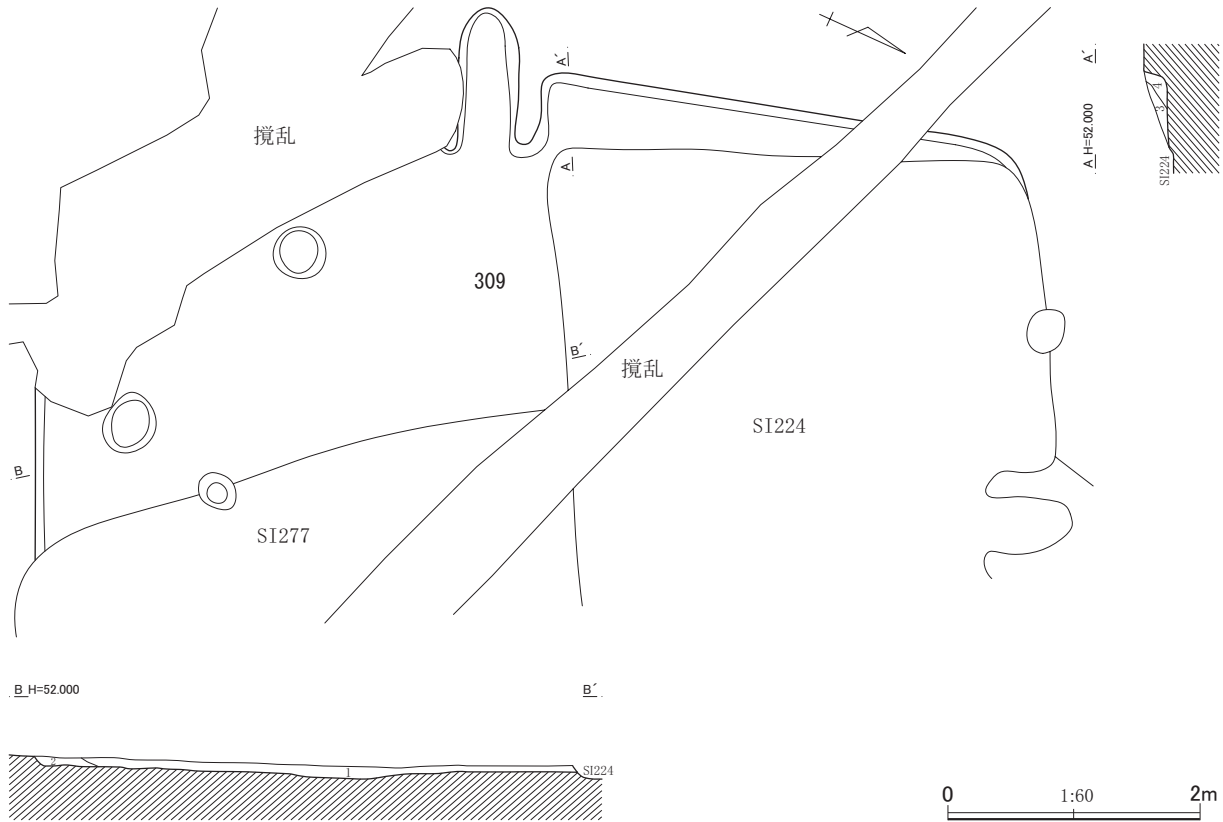 A´
A´
撹乱
4
3
A
A H=52.000
SI224
309
B´
撹乱
SI224
B
SI277
B H=52.000
B´
2
1
SI224
0
1:60
2m